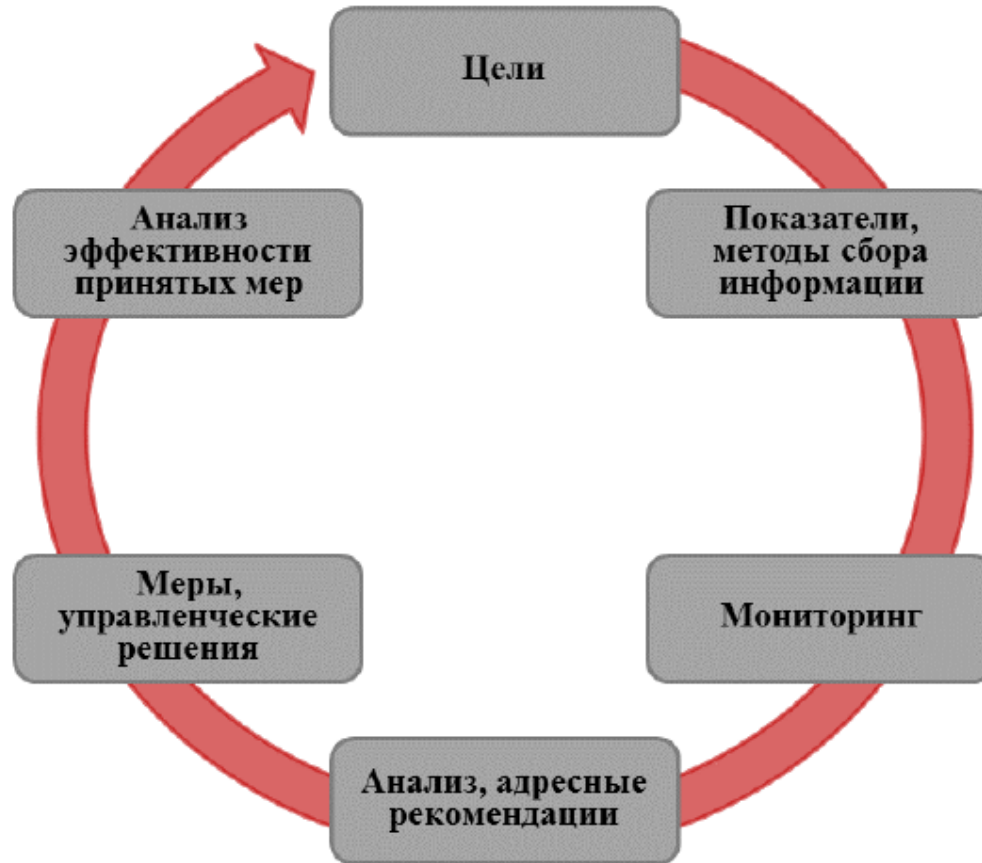 Цели
Показатели,
методы сбора
информации
Мониторинг
Анализ, адресные
рекомендации
Меры,
управленческие
решения
Анализ
эффективности
принятых мер